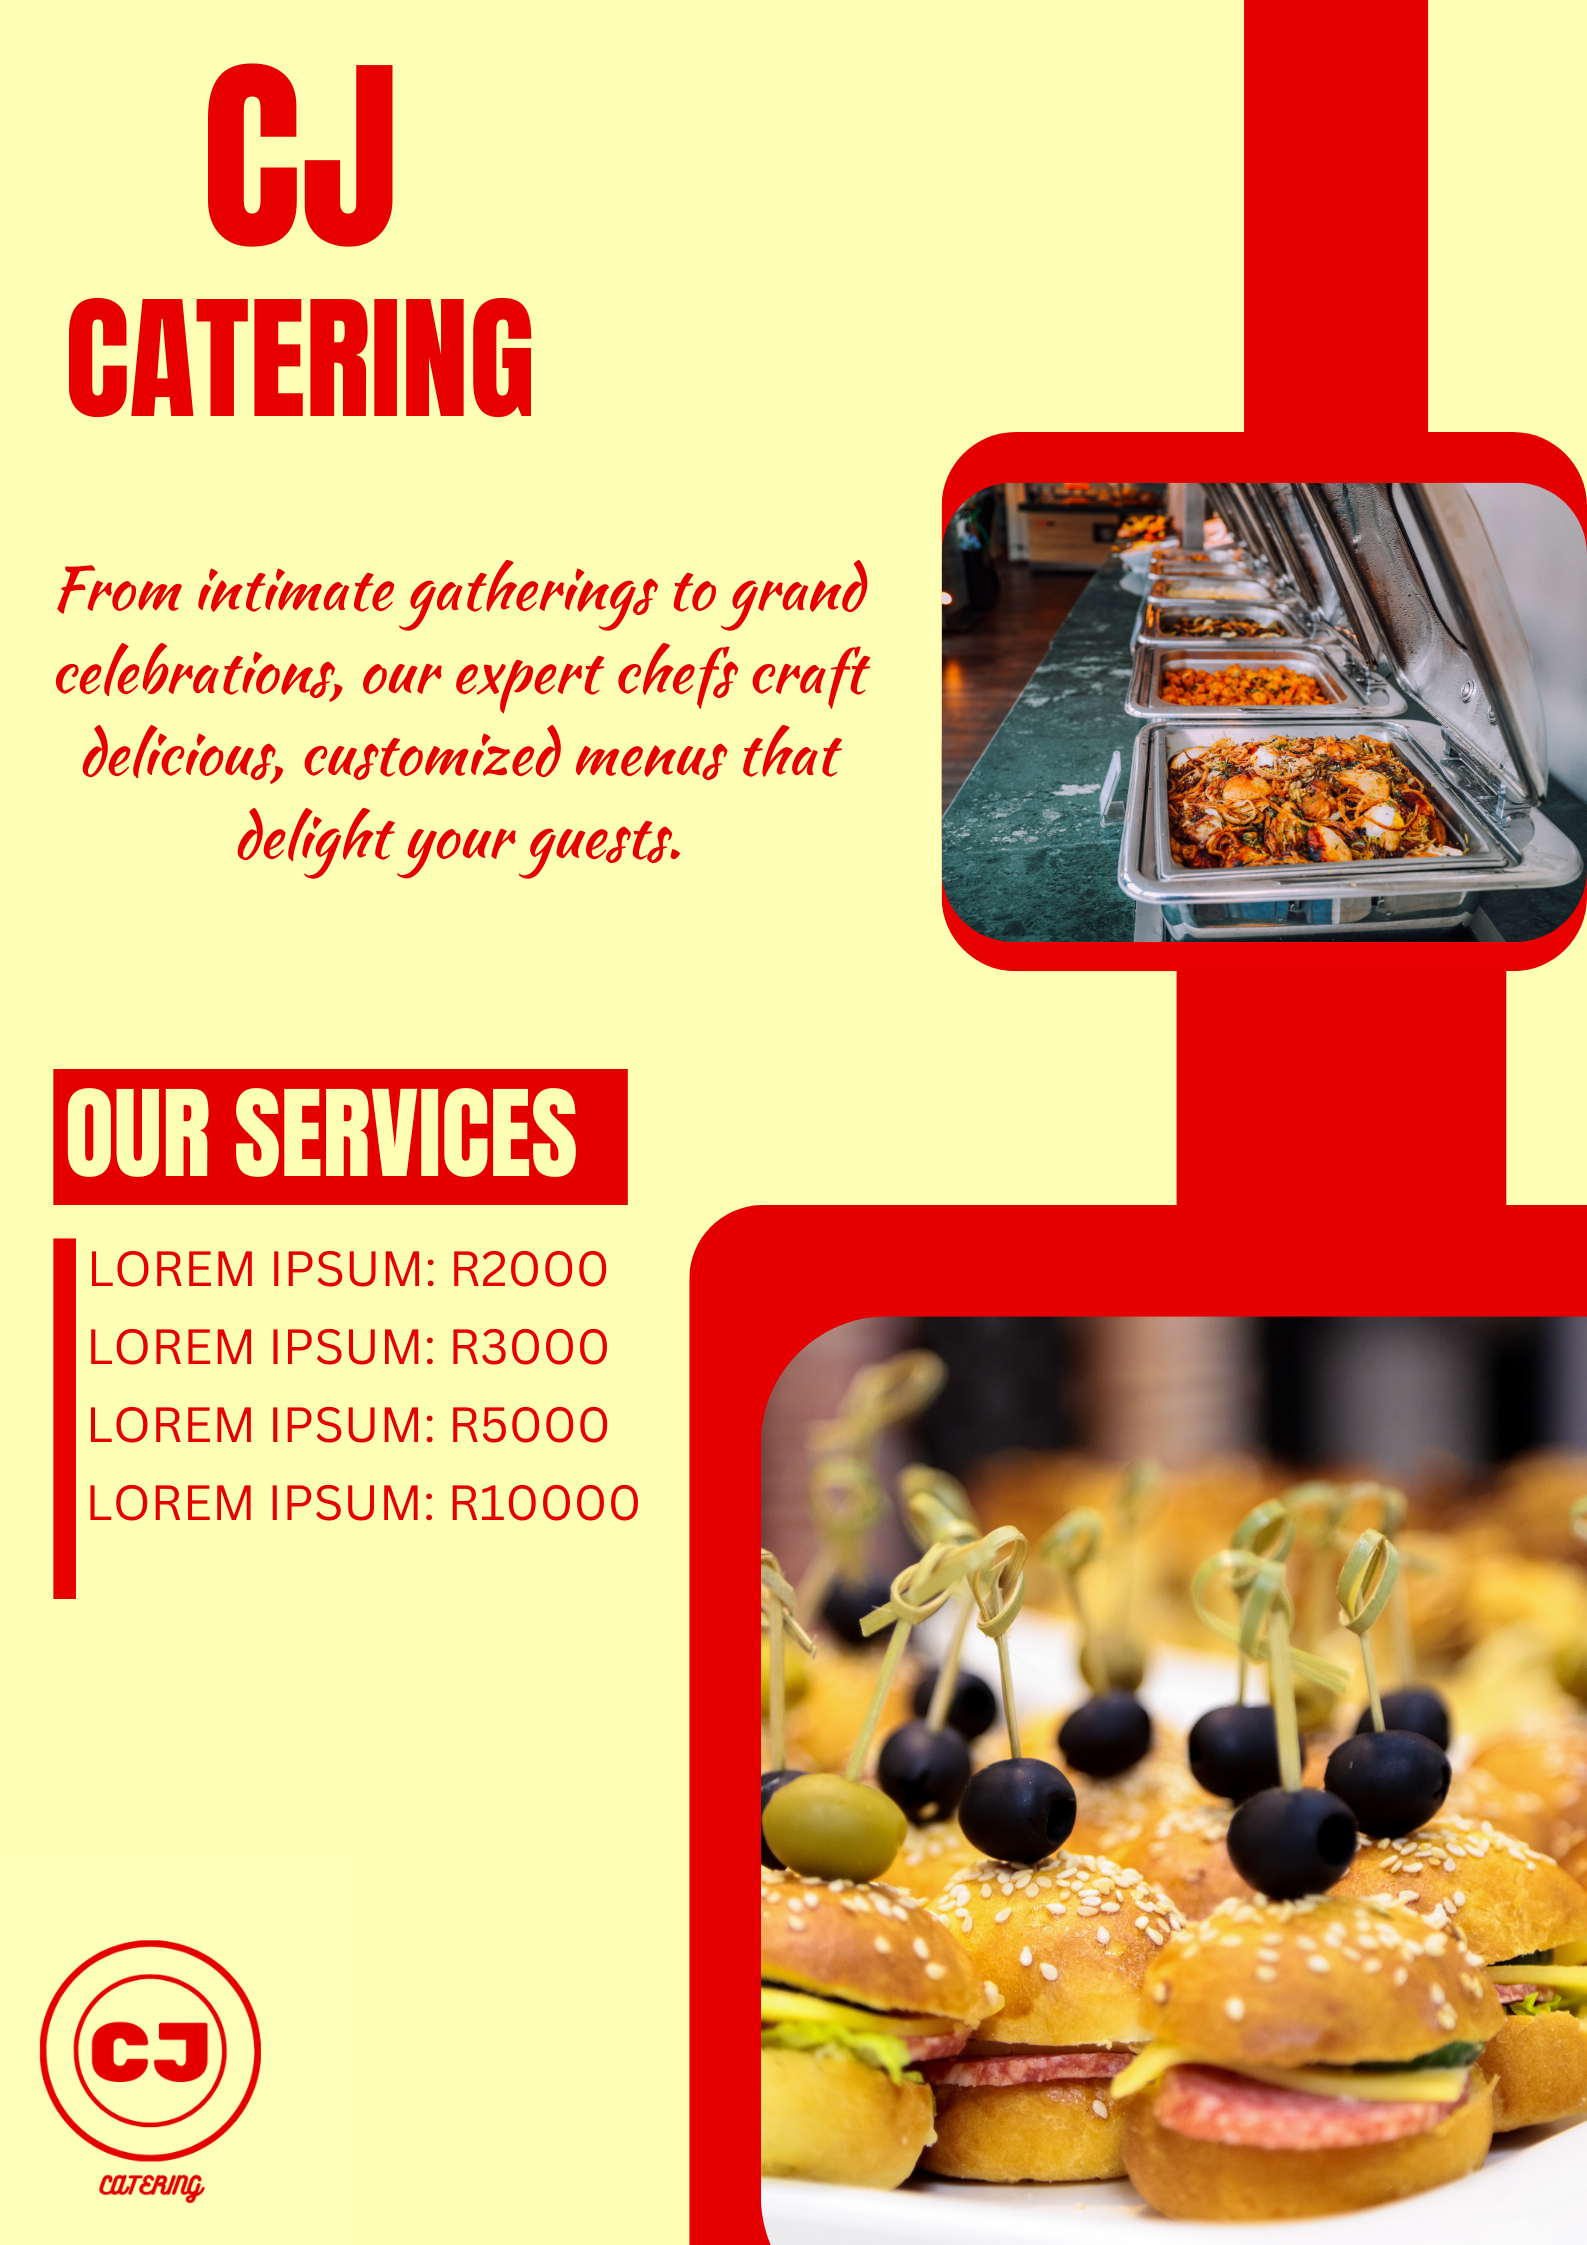 CJ
CATERING
From intimate gatherings to grand
celebrations, our expert chefs craft
delicious, customized menus that
delight your guests.
OUR SERVICES
LOREM IPSUM: R2000
LOREM IPSUM: R3000
LOREM IPSUM: R5000
LOREM IPSUM: R10000
CJ
CATERING